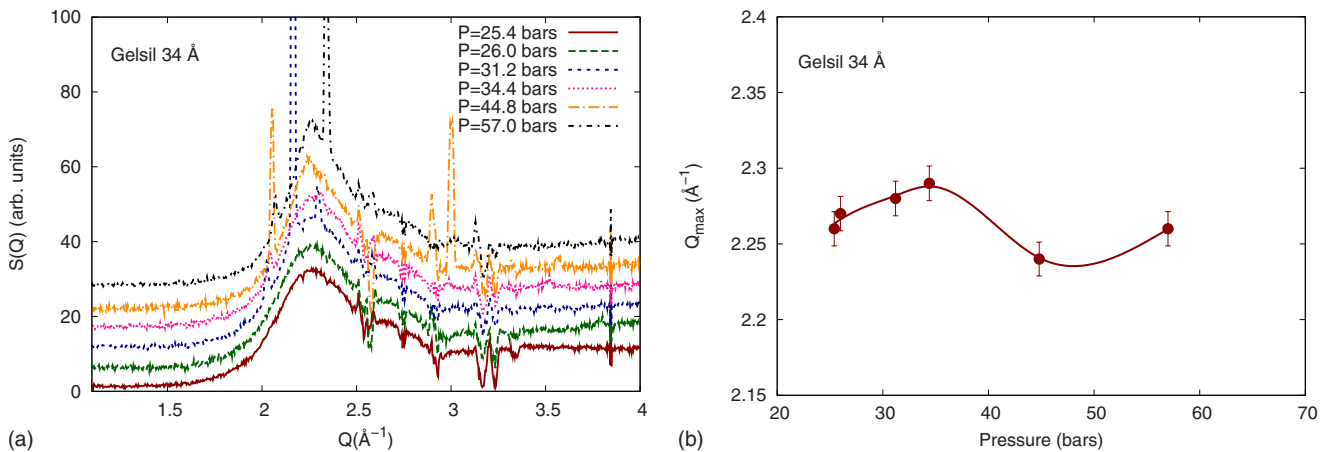 100
80
60
40
20
0
S(Q) (arb. units)
Gelsil 34 Å
P=25.4 bars
P=26.0 bars
P=31.2 bars
P=34.4 bars
P=44.8 bars
P=57.0 bars
1.5 2 2.5 3 3.5 4
Q(Å⁻¹)
(a)
2.4
2.35
2.3
2.25
2.2
2.15
Qmax (Å⁻¹)
Gelsil 34 Å
20 30 40 50 60 70
Pressure (bars)
(b)